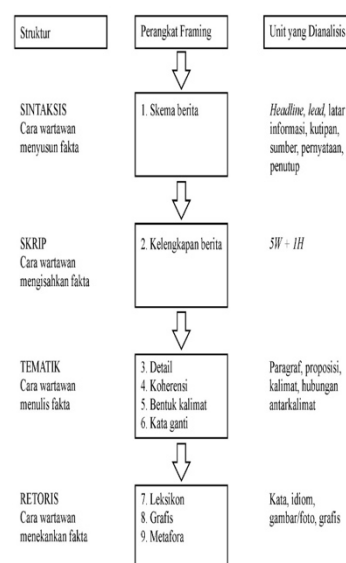 Struktur
Perangkat Framing
Unit yang Dianalisis
SINTAKSIS
Cara wartawan
menyusun fakta
1. Skema berita
Headline, lead, latar
informasi, kutipan,
sumber, pernyataan,
penutup
SKRIP
Cara wartawan
mengisahkan fakta
2. Kelengkapan berita
5W + 1H
TEMATIK
Cara wartawan
menulis fakta
3. Detail
4. Koherensi
5. Bentuk kalimat
6. Kata ganti
Paragraf, proposisi,
kalimat, hubungan
antarkalimat
RETORIS
Cara wartawan
menekankan fakta
7. Leksikon
8. Grafis
9. Metafora
Kata, idiom,
gambar/foto, grafis